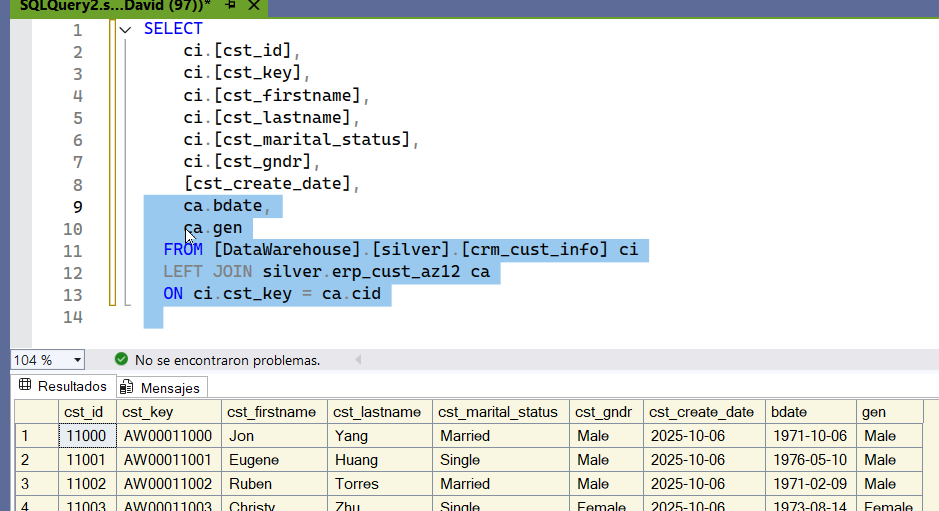 SQLQuery2.s...David (97))*
1 SELECT
2 ci.[cst_id],
3 ci.[cst_key],
4 ci.[cst_firstname],
5 ci.[cst_lastname],
6 ci.[cst_marital_status],
7 ci.[cst_gndr],
8 [cst_create_date],
9 ca.bdate,
10 ca.gen
11 FROM [DataWarehouse].[silver].[crm_cust_info] ci
12 LEFT JOIN silver.erp_cust_az12 ca
13 ON ci.cst_key = ca.cid
14
104 % No se encontraron problemas.
Resultados Mensajes
cst_id cst_key cst_firstname cst_lastname cst_marital_status cst_gndr cst_create_date bdate gen
1 11000 AW00011000 Jon Yang Married Male 2025-10-06 1971-10-06 Male
2 11001 AW00011001 Eugene Huang Single Male 2025-10-06 1976-05-10 Male
3 11002 AW00011002 Ruben Torres Married Male 2025-10-06 1971-02-09 Male
4 11003 AW00011003 Christy Zhu Single Female 2025-10-06 1973-08-14 Female